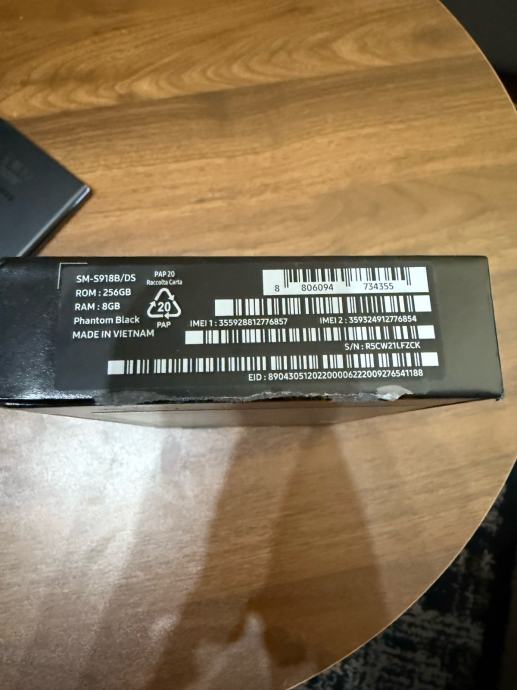 SM-S918B/DS
ROM : 256GB
RAM : 8GB
Phantom Black
MADE IN VIETNAM
PAP 20
Raccolta Carta
20
PAP
8 806094 734355
IMEI 1 : 355928812776857 IMEI 2 : 359324912776854
S/N : R5CW21LFZCK
EID : 89043051202200006222009276541188